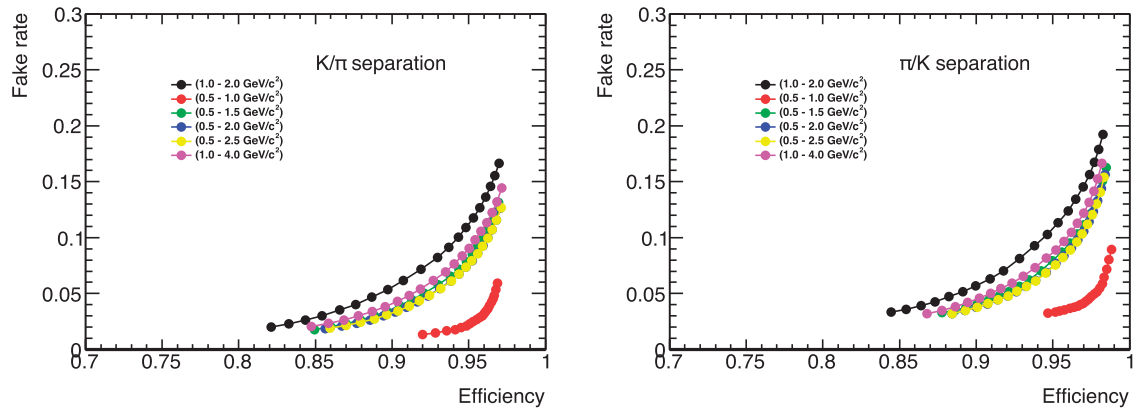 Fake rate
0.3
0.25
0.2
0.15
0.1
0.05
0
K/π separation
(1.0 - 2.0 GeV/c²)
(0.5 - 1.0 GeV/c²)
(0.5 - 1.5 GeV/c²)
(0.5 - 2.0 GeV/c²)
(0.5 - 2.5 GeV/c²)
(1.0 - 4.0 GeV/c²)
0.7 0.75 0.8 0.85 0.9 0.95 1
Efficiency
Fake rate
0.3
0.25
0.2
0.15
0.1
0.05
0
π/K separation
(1.0 - 2.0 GeV/c²)
(0.5 - 1.0 GeV/c²)
(0.5 - 1.5 GeV/c²)
(0.5 - 2.0 GeV/c²)
(0.5 - 2.5 GeV/c²)
(1.0 - 4.0 GeV/c²)
0.7 0.75 0.8 0.85 0.9 0.95 1
Efficiency